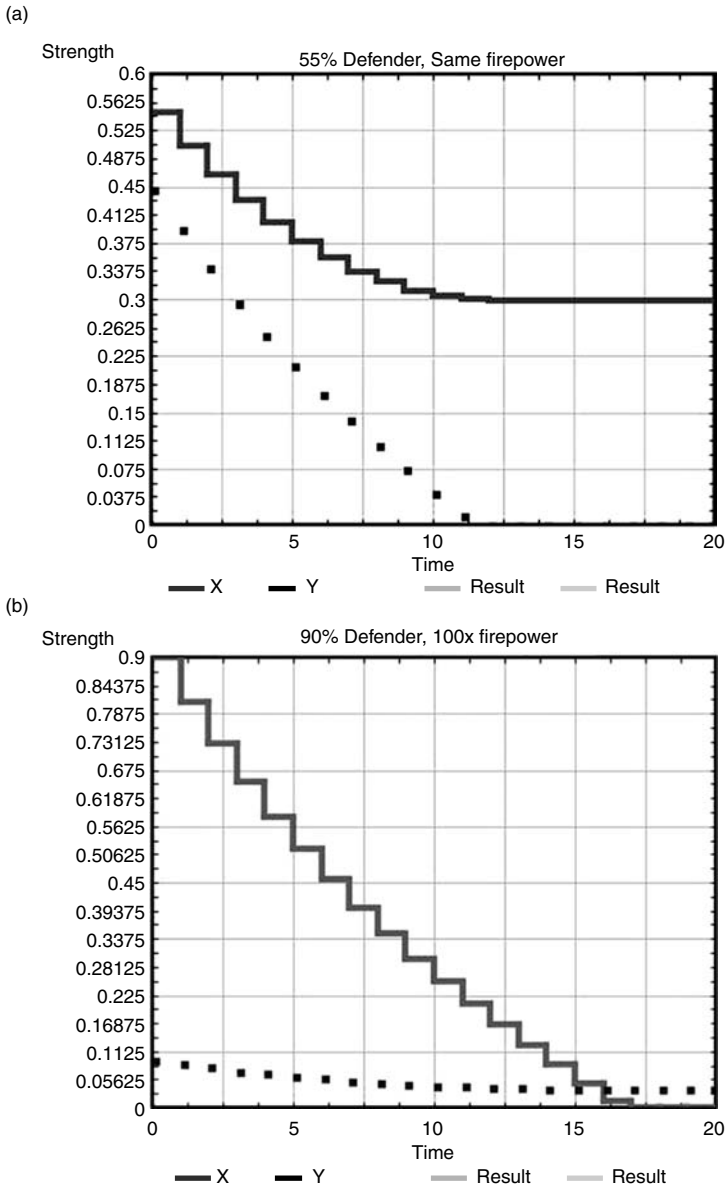 (a)
Strength
55% Defender, Same firepower
0.6
0.5625
0.525
0.4875
0.45
0.4125
0.375
0.3375
0.3
0.2625
0.225
0.1875
0.15
0.1125
0.075
0.0375
0
0 5 10 15 20
Time
X Y Result Result
(b)
Strength
90% Defender, 100x firepower
0.9
0.84375
0.7875
0.73125
0.675
0.61875
0.5625
0.50625
0.45
0.39375
0.3375
0.28125
0.225
0.16875
0.1125
0.05625
0
0 5 10 15 20
Time
X Y Result Result